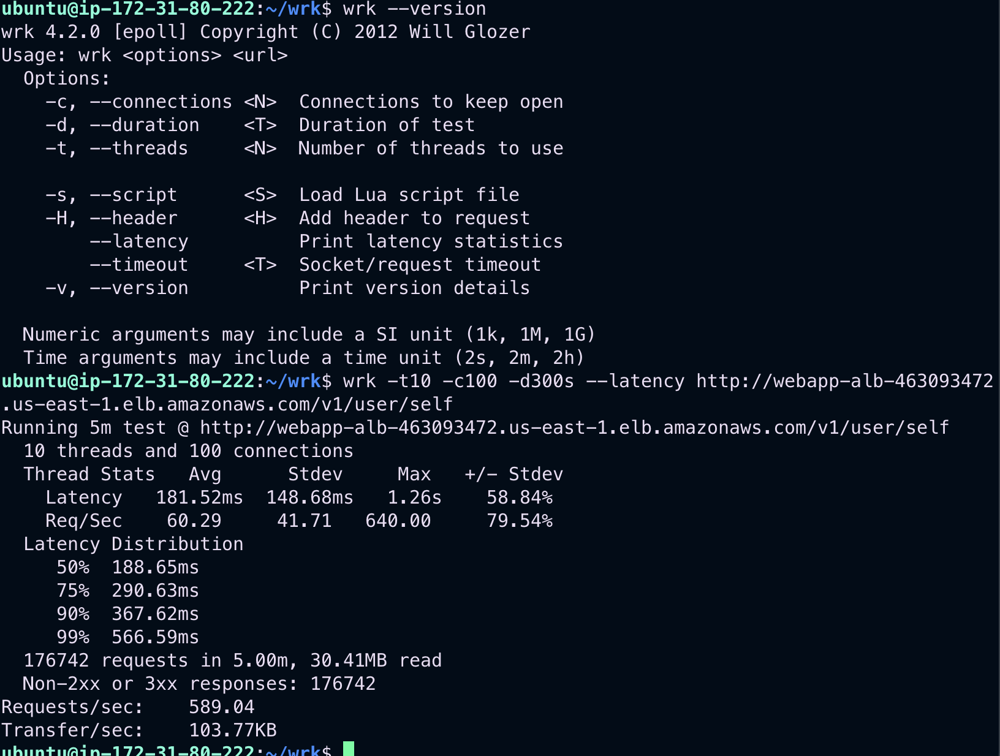 ubuntu@ip-172-31-80-222:~/wrk$ wrk --version
wrk 4.2.0 [epoll] Copyright (C) 2012 Will Glozer
Usage: wrk <options> <url>
  Options:
    -c, --connections <N>  Connections to keep open
    -d, --duration    <T>  Duration of test
    -t, --threads     <N>  Number of threads to use

    -s, --script      <S>  Load Lua script file
    -H, --header      <H>  Add header to request
        --latency          Print latency statistics
        --timeout     <T>  Socket/request timeout
    -v, --version          Print version details

  Numeric arguments may include a SI unit (1k, 1M, 1G)
  Time arguments may include a time unit (2s, 2m, 2h)
ubuntu@ip-172-31-80-222:~/wrk$ wrk -t10 -c100 -d300s --latency http://webapp-alb-463093472
.us-east-1.elb.amazonaws.com/v1/user/self
Running 5m test @ http://webapp-alb-463093472.us-east-1.elb.amazonaws.com/v1/user/self
  10 threads and 100 connections
  Thread Stats   Avg      Stdev     Max   +/- Stdev
    Latency   181.52ms  148.68ms   1.26s    58.84%
    Req/Sec    60.29     41.71   640.00     79.54%
  Latency Distribution
     50%  188.65ms
     75%  290.63ms
     90%  367.62ms
     99%  566.59ms
  176742 requests in 5.00m, 30.41MB read
  Non-2xx or 3xx responses: 176742
Requests/sec:    589.04
Transfer/sec:    103.77KB
ubuntu@ip-172-31-80-222:~/wrk$